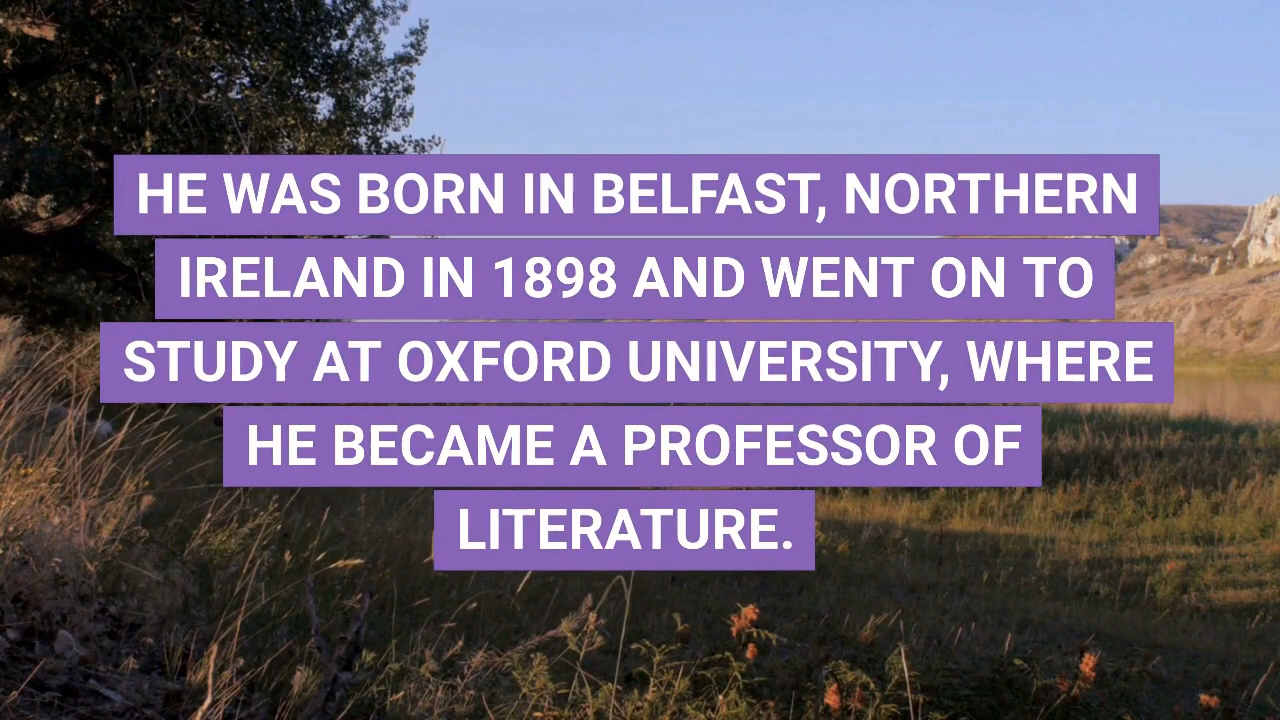 HE WAS BORN IN BELFAST, NORTHERN
IRELAND IN 1898 AND WENT ON TO
STUDY AT OXFORD UNIVERSITY, WHERE
HE BECAME A PROFESSOR OF
LITERATURE.